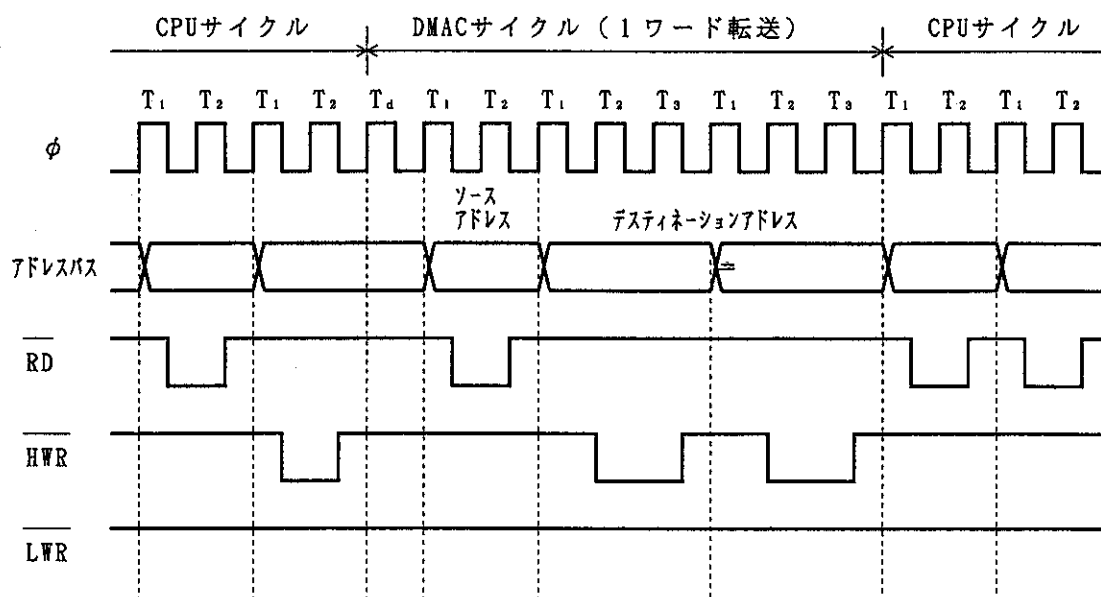 CPUサイクル DMACサイクル（1ワード転送） CPUサイクル
T₁ T₂ T₁ T₂ Td T₁ T₂ T₁ T₂ T₃ T₁ T₂ T₃ T₁ T₂ T₁ T₂
φ
ソース
アドレス
デスティネーションアドレス
アドレスバス
RD
HWR
LWR